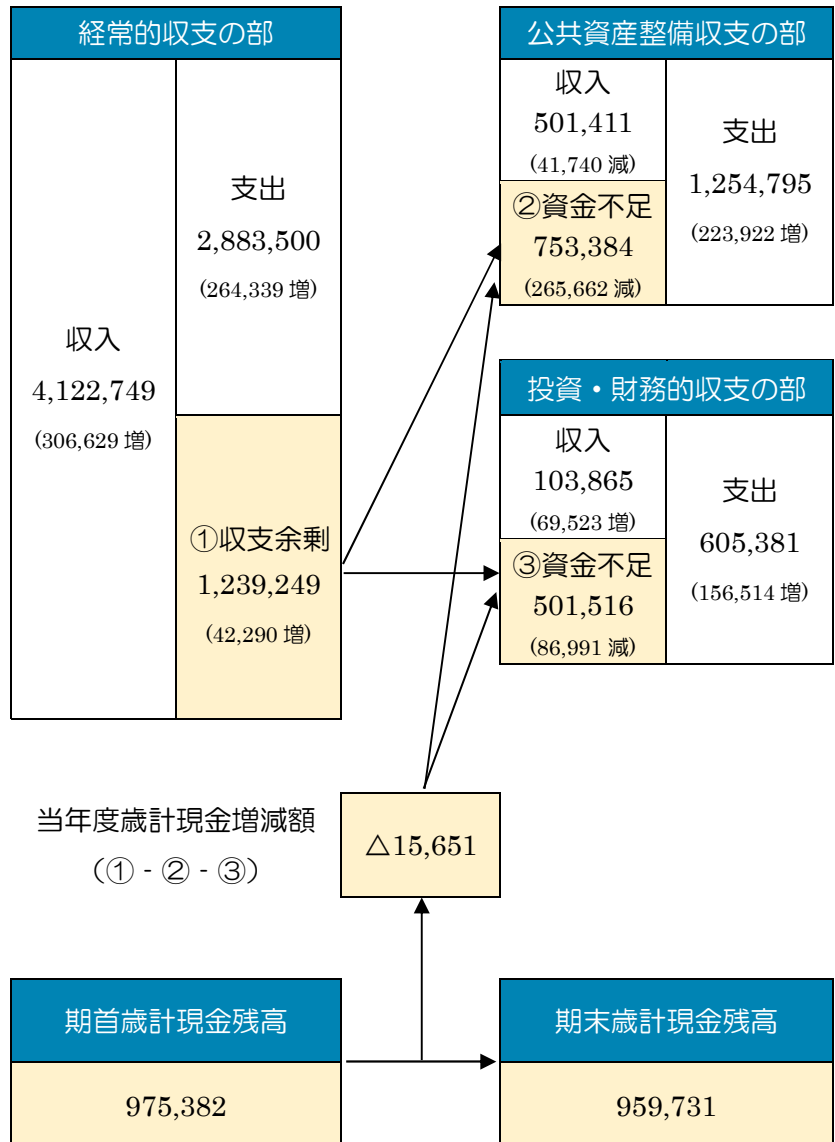 経常的収支の部
収入
4,122,749
(306,629 増)
支出
2,883,500
(264,339 増)
①収支余剰
1,239,249
(42,290 増)
公共資産整備収支の部
収入
501,411
(41,740 減)
②資金不足
753,384
(265,662 減)
支出
1,254,795
(223,922 増)
投資・財務的収支の部
収入
103,865
(69,523 増)
③資金不足
501,516
(86,991 減)
支出
605,381
(156,514 増)
当年度歳計現金増減額
（① - ② - ③）
△15,651
期首歳計現金残高
975,382
期末歳計現金残高
959,731